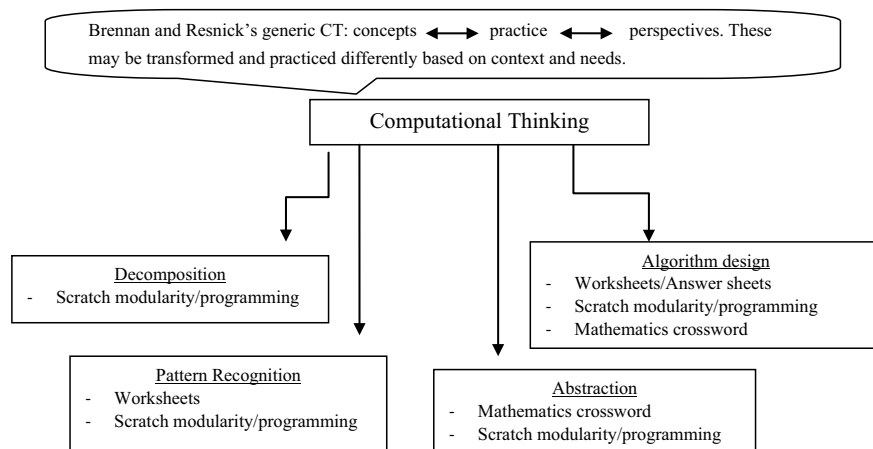 Brennan and Resnick's generic CT: concepts practice perspectives. These
may be transformed and practiced differently based on context and needs.
Computational Thinking
Decomposition
- Scratch modularity/programming
Algorithm design
- Worksheets/Answer sheets
- Scratch modularity/programming
- Mathematics crossword
Pattern Recognition
- Worksheets
- Scratch modularity/programming
Abstraction
- Mathematics crossword
- Scratch modularity/programming